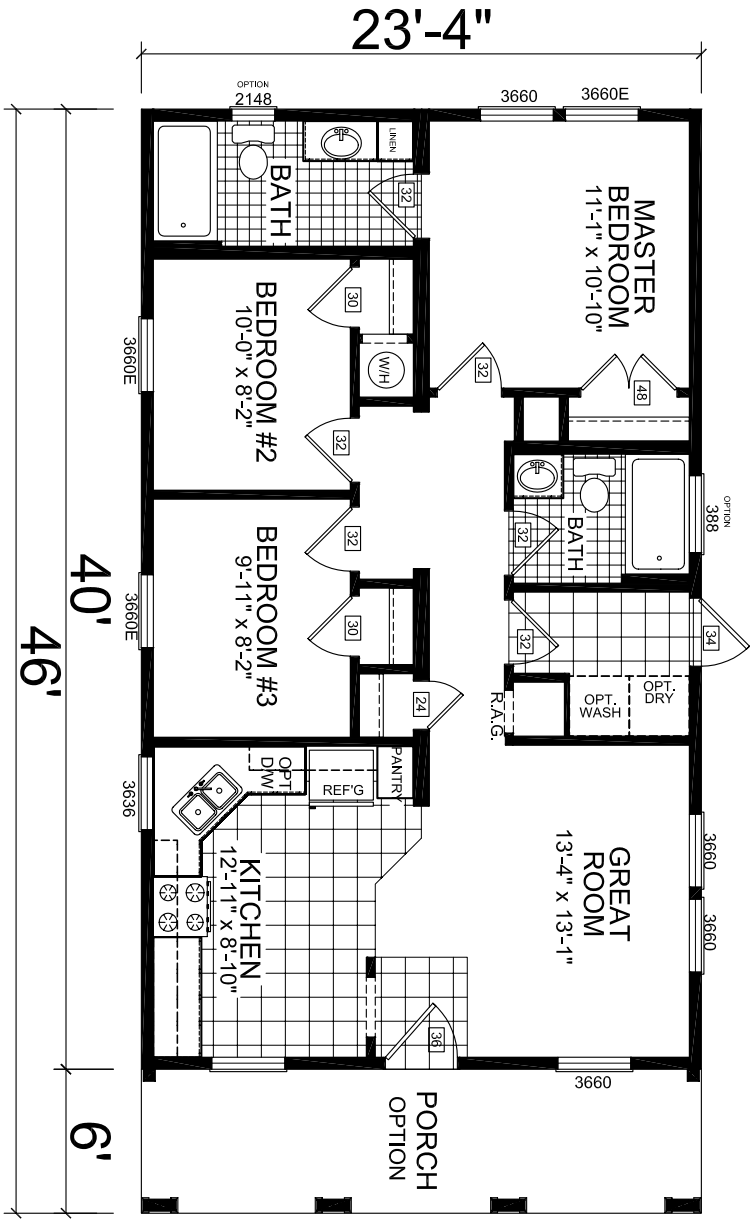 23'-4"
OPTION
2148
3660
3660E
LINEN
BATH
32
MASTER
BEDROOM
11'-1" x 10'-10"
30
BEDROOM #2
10'-0" x 8'-2"
W/H
3660E
32
48
32
BATH
32
OPTION
388
32
BEDROOM #3
9'-11" x 8'-2"
3660E
30
32
34
24
R.A.G.
OPT.
WASH
OPT.
DRY
40'
46'
3636
OPT
D/W
REF'G
PANTRY
KITCHEN
12'-11" x 8'-10"
GREAT
ROOM
13'-4" x 13'-1"
3660
3660
36
3660
PORCH
OPTION
6'